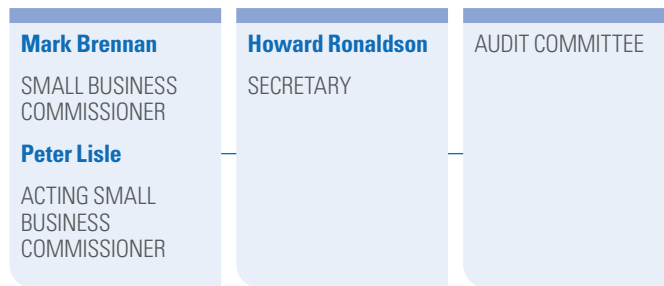 Mark Brennan
SMALL BUSINESS
COMMISSIONER
Peter Lisle
ACTING SMALL
BUSINESS
COMMISSIONER
Howard Ronaldson
SECRETARY
AUDIT COMMITTEE